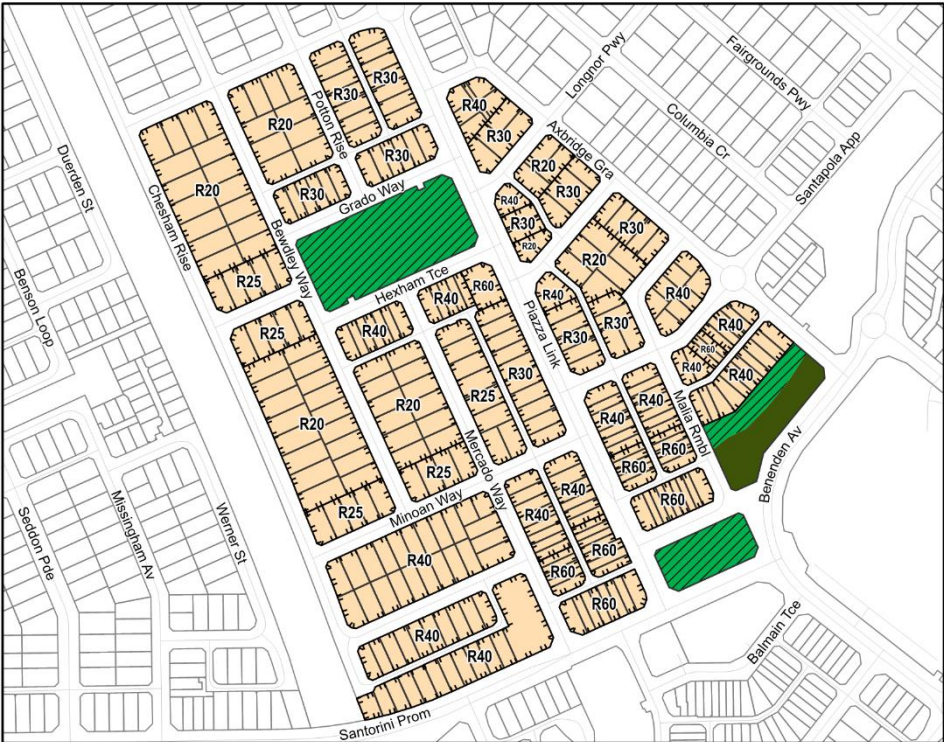 Longnor Pwy
Fairgrounds Pwy
Columbia Cr
Santapola App
Axbridge Gra
Duerden St
Benson Loop
Chesham Rise
Potton Rise
Bewdley Way
Grado Way
Hexham Tce
Piazza Link
Mercado Way
Minoan Way
Malia Rmbl
Benenden Av
Balmain Tce
Santorini Prom
Seddon Pde
Missingham Av
Werner St
R30
R30
R20
R20
R30
R30
R25
R40
R30
R20
R30
R40
R30
R20
R30
R20
R40
R30
R30
R40
R40
R60
R40
R40
R60
R40
R40
R30
R25
R20
R25
R25
R20
R25
R40
R40
R60
R60
R60
R40
R40
R60
R60
R60
R40
R40
R40